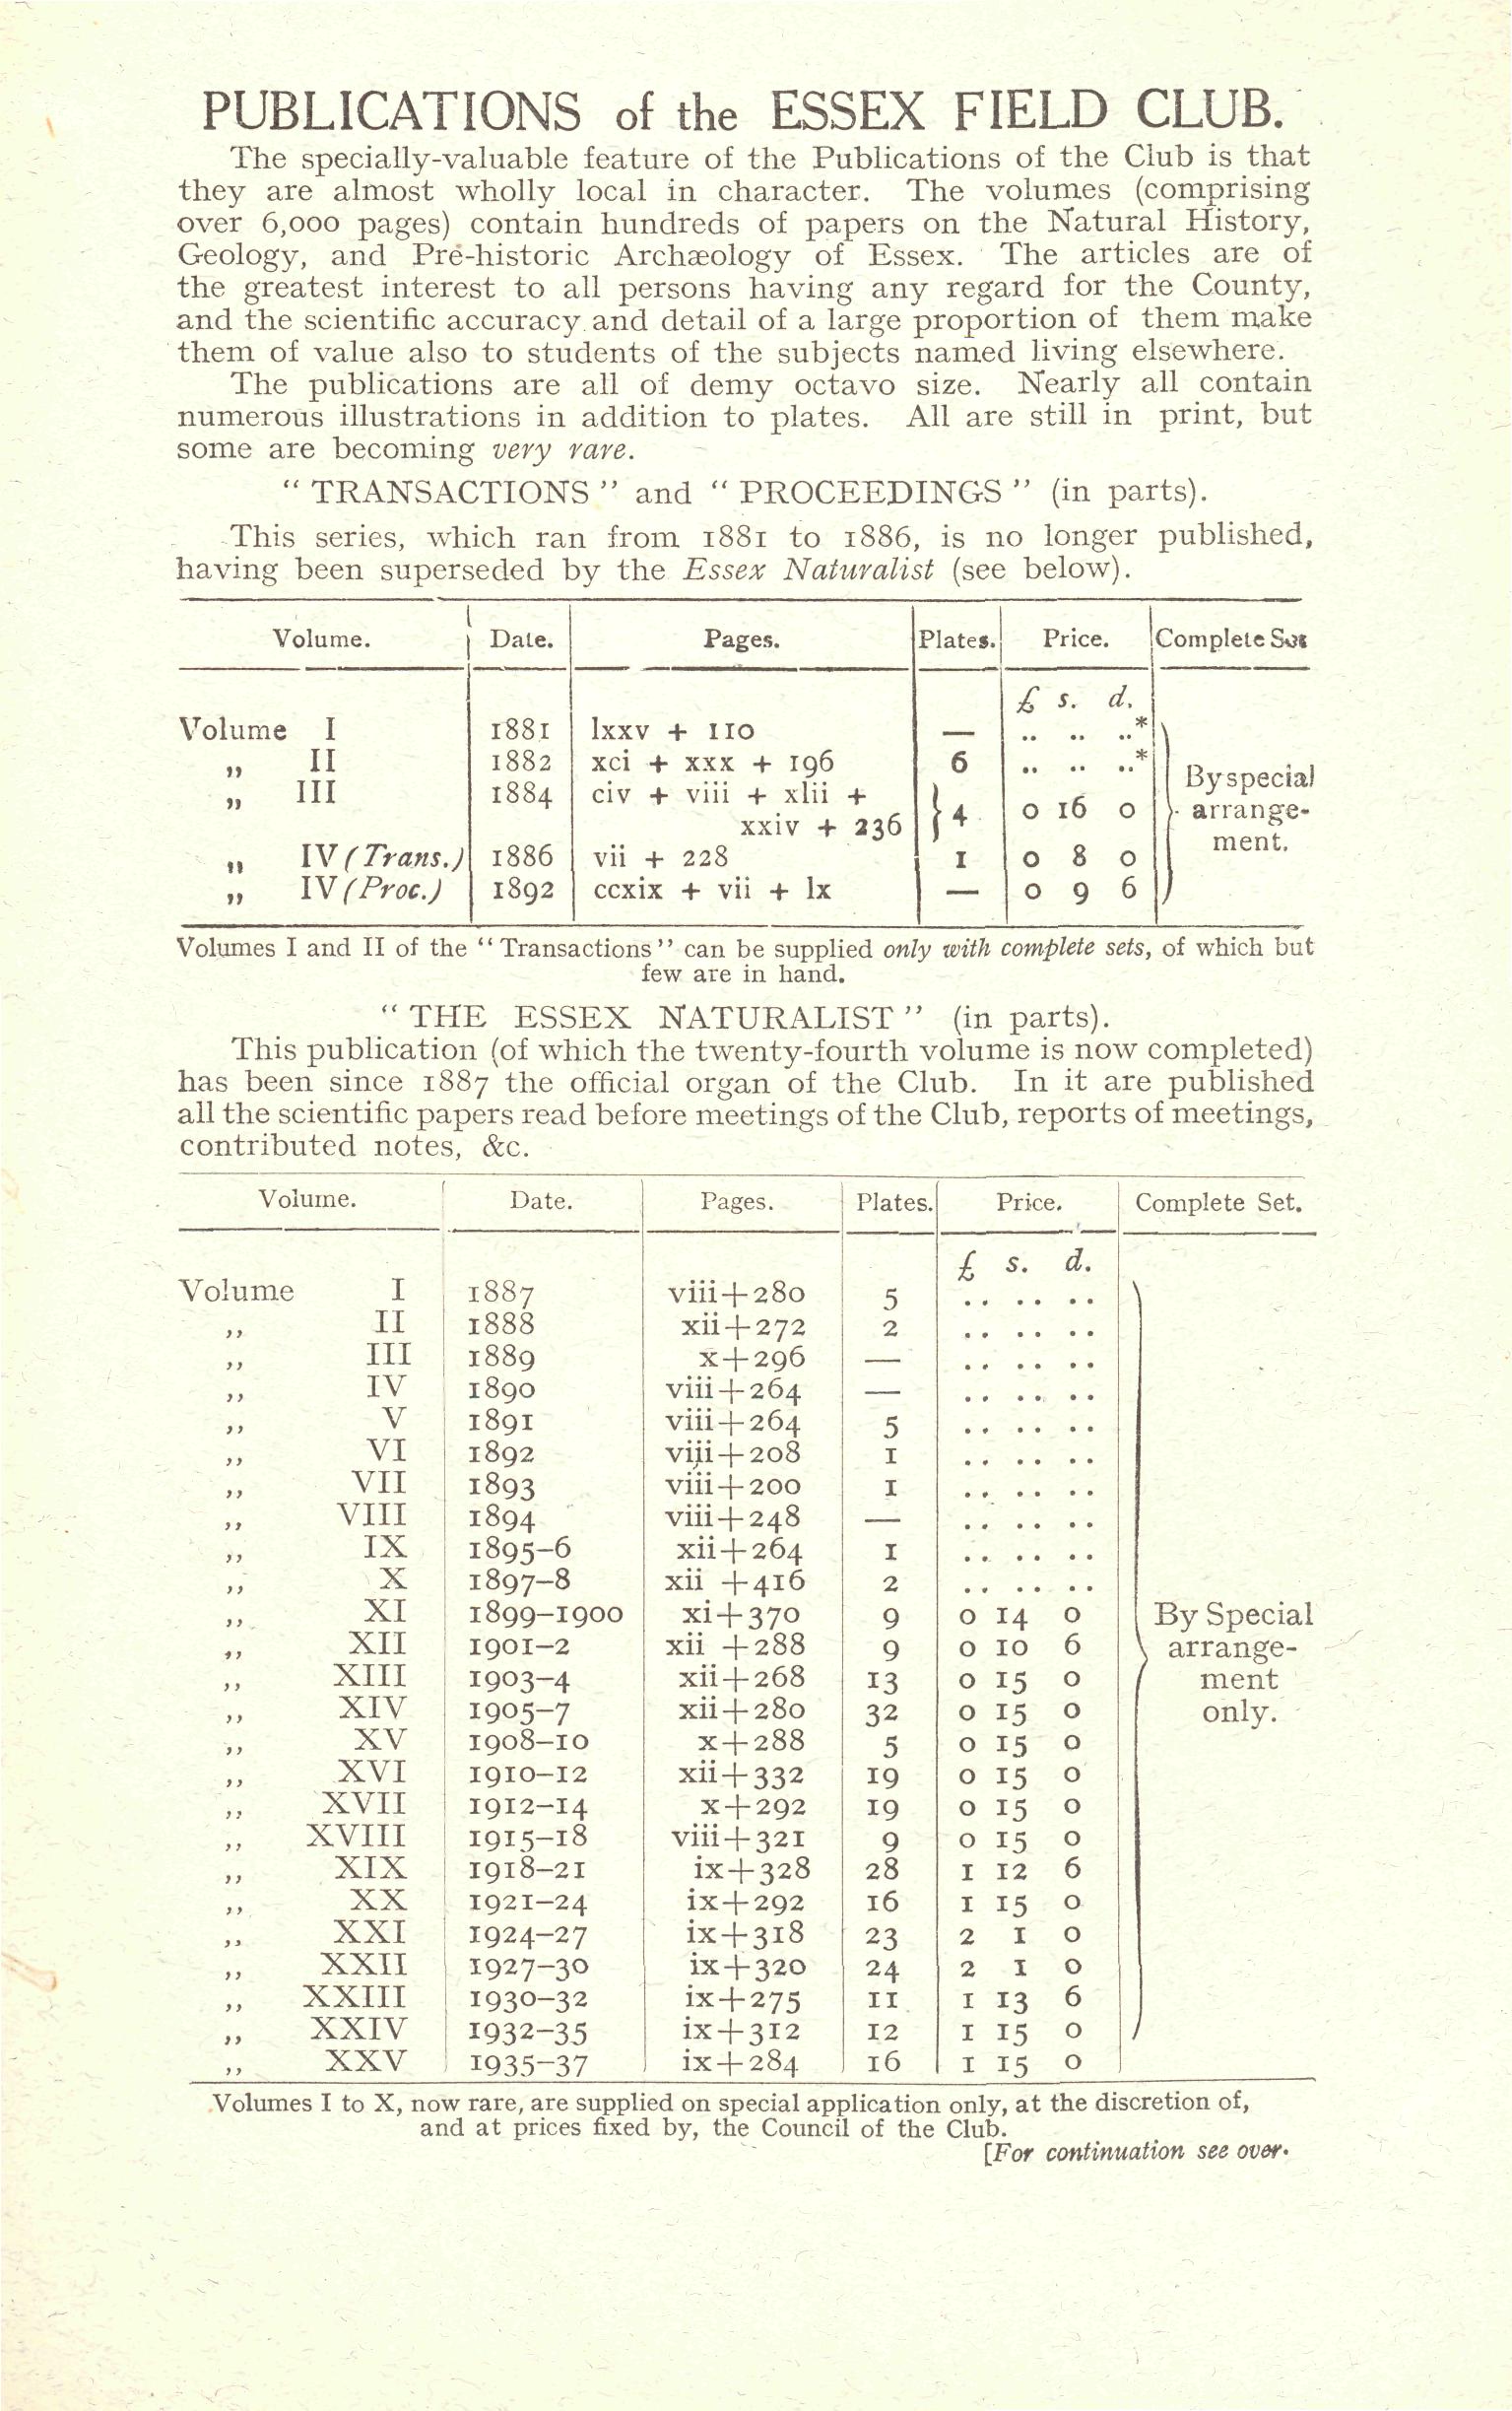 PUBLICATIONS of the ESSEX FIELD CLUB.
The specially-valuable feature of the Publications of the Club is that
they are almost wholly local in character. The volumes (comprising
over 6,000 pages) contain hundreds of papers on the Natural History,
Geology, and Pre-historic Archæology of Essex. The articles are of
the greatest interest to all persons having any regard for the County,
and the scientific accuracy and detail of a large proportion of them make
them of value also to students of the subjects named living elsewhere.
The publications are all of demy octavo size. Nearly all contain
numerous illustrations in addition to plates. All are still in print, but
some are becoming very rare.
“ TRANSACTIONS ” and “ PROCEEDINGS ” (in parts).
This series, which ran from 1881 to 1886, is no longer published,
having been superseded by the Essex Naturalist (see below).
Volume. Date. Pages. Plates. Price. Complete Set
£ s. d.
Volume I 1881 lxxv + 110 — .. .. ..*
,, II 1882 xci + xxx + 196 6 .. .. ..* By special
,, III 1884 civ + viii + xlii +
xxiv + 236 } 4 0 16 0 arrange-
,, IV (Trans.) 1886 vii + 228 1 0 8 0 ment.
,, IV (Proc.) 1892 ccxix + vii + lx — 0 9 6
Volumes I and II of the “Transactions” can be supplied only with complete sets, of which but
few are in hand.
“ THE ESSEX NATURALIST ” (in parts).
This publication (of which the twenty-fourth volume is now completed)
has been since 1887 the official organ of the Club. In it are published
all the scientific papers read before meetings of the Club, reports of meetings,
contributed notes, &c.
Volume. Date. Pages. Plates. Price. Complete Set.
£ s. d.
Volume I 1887 viii+280 5 .. .. ..
,, II 1888 xii+272 2 .. .. ..
,, III 1889 x+296 — .. .. ..
,, IV 1890 viii+264 — .. .. ..
,, V 1891 viii+264 5 .. .. ..
,, VI 1892 viii+208 1 .. .. ..
,, VII 1893 viii+200 1 .. .. ..
,, VIII 1894 viii+248 — .. .. ..
,, IX 1895–6 xii+264 1 .. .. ..
,, X 1897–8 xii +416 2 .. .. ..
,, XI 1899–1900 xi+370 9 0 14 0 By Special
,, XII 1901–2 xii +288 9 0 10 6 arrange-
,, XIII 1903–4 xii+268 13 0 15 0 ment
,, XIV 1905–7 xii+280 32 0 15 0 only.
,, XV 1908–10 x+288 5 0 15 0
,, XVI 1910–12 xii+332 19 0 15 0
,, XVII 1912–14 x+292 19 0 15 0
,, XVIII 1915–18 viii+321 9 0 15 0
,, XIX 1918–21 ix+328 28 1 12 6
,, XX 1921–24 ix+292 16 1 15 0
,, XXI 1924–27 ix+318 23 2 1 0
,, XXII 1927–30 ix+320 24 2 1 0
,, XXIII 1930–32 ix+275 11 1 13 6
,, XXIV 1932–35 ix+312 12 1 15 0
,, XXV 1935–37 ix+284 16 1 15 0
Volumes I to X, now rare, are supplied on special application only, at the discretion of,
and at prices fixed by, the Council of the Club.
[For continuation see over.